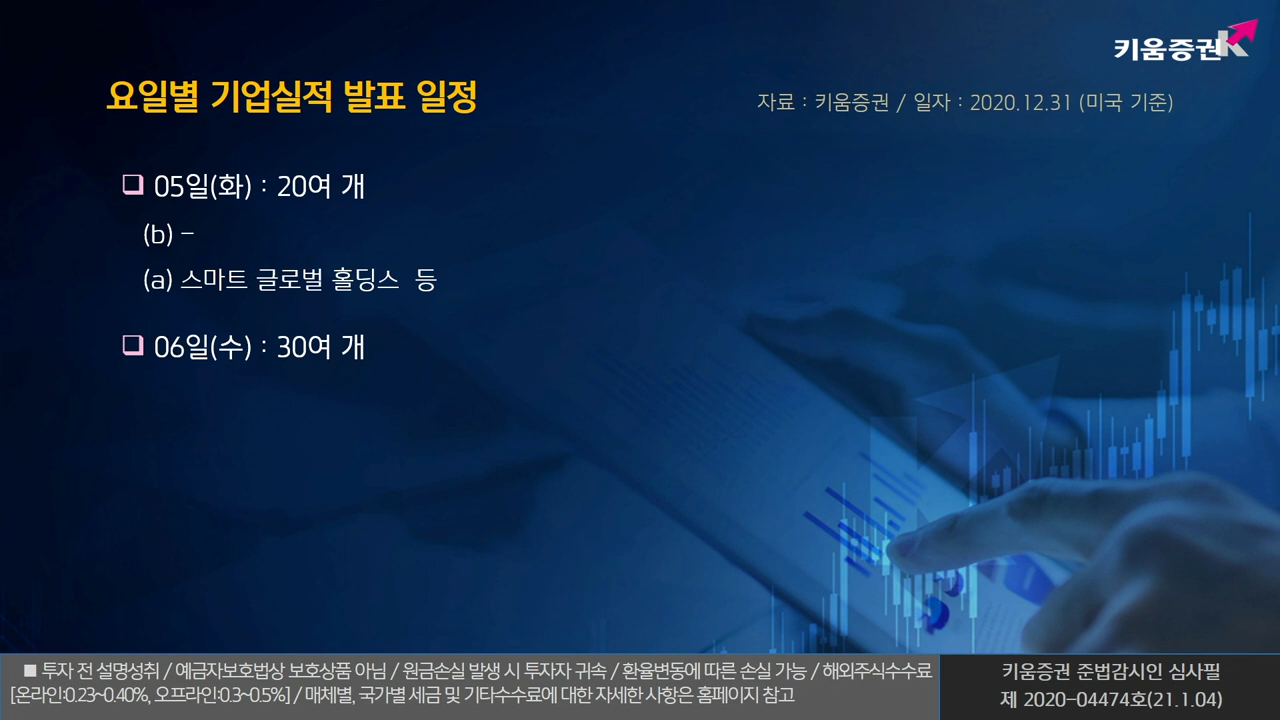 키움증권
요일별 기업실적 발표 일정
자료 : 키움증권 / 일자 : 2020.12.31 (미국 기준)
❑ 05일(화) : 20여 개
(b) –
(a) 스마트 글로벌 홀딩스 등
❑ 06일(수) : 30여 개
■ 투자 전 설명청취 / 예금자보호법상 보호상품 아님 / 원금손실 발생 시 투자자 귀속 / 환율변동에 따른 손실 가능 / 해외주식수수료
[온라인:0.23~0.40%, 오프라인:0.3~0.5%] / 매체별, 국가별 세금 및 기타수수료에 대한 자세한 사항은 홈페이지 참고
키움증권 준법감시인 심사필
제 2020-04474호(21.1.04)